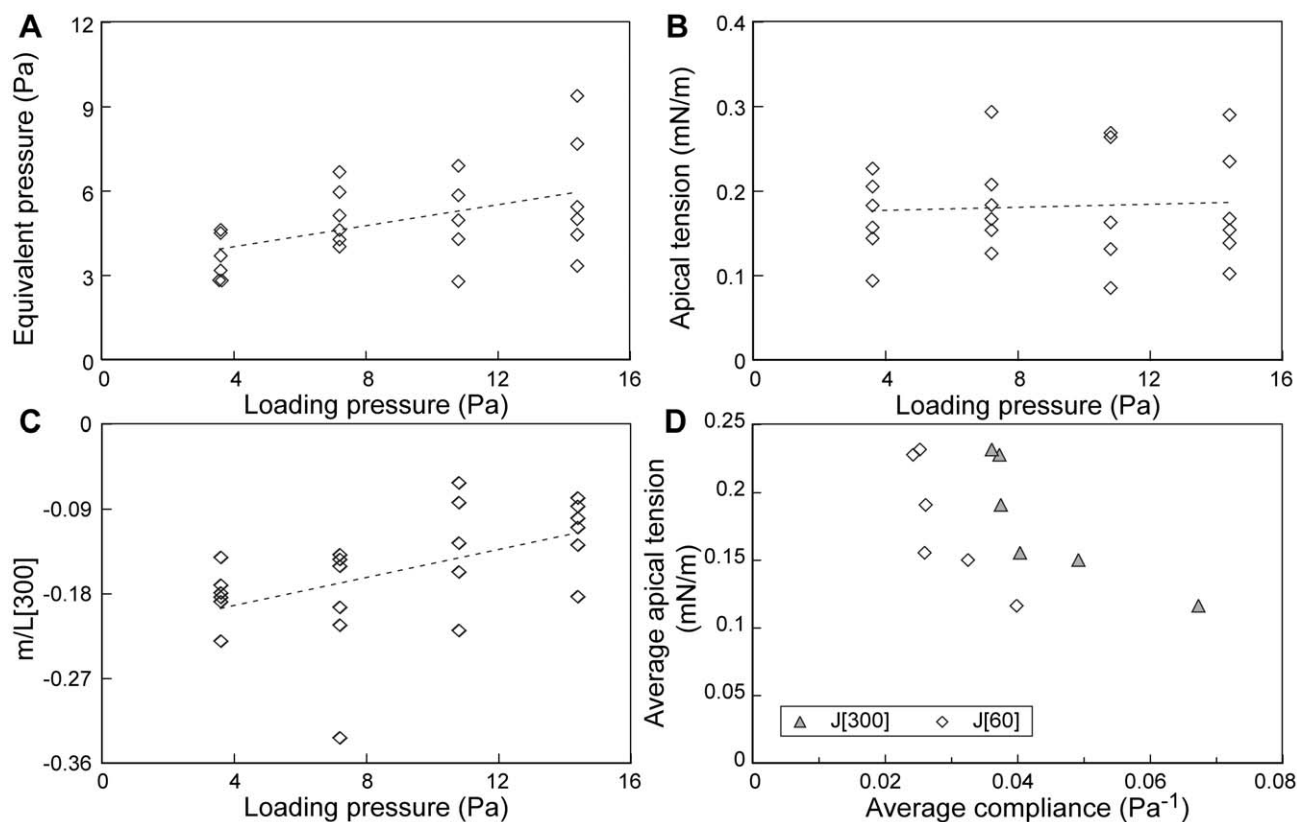 A
12
9
6
3
0
Equivalent pressure (Pa)
0
4
8
12
16
Loading pressure (Pa)
B
0.4
0.3
0.2
0.1
0
Apical tension (mN/m)
0
4
8
12
16
Loading pressure (Pa)
C
0
-0.09
-0.18
-0.27
-0.36
m/L[300]
4
8
12
16
Loading pressure (Pa)
D
0.25
0.2
0.15
0.1
0.05
0
Average apical tension
(mN/m)
J[300] J[60]
0
0.02
0.04
0.06
0.08
Average compliance (Pa⁻¹)